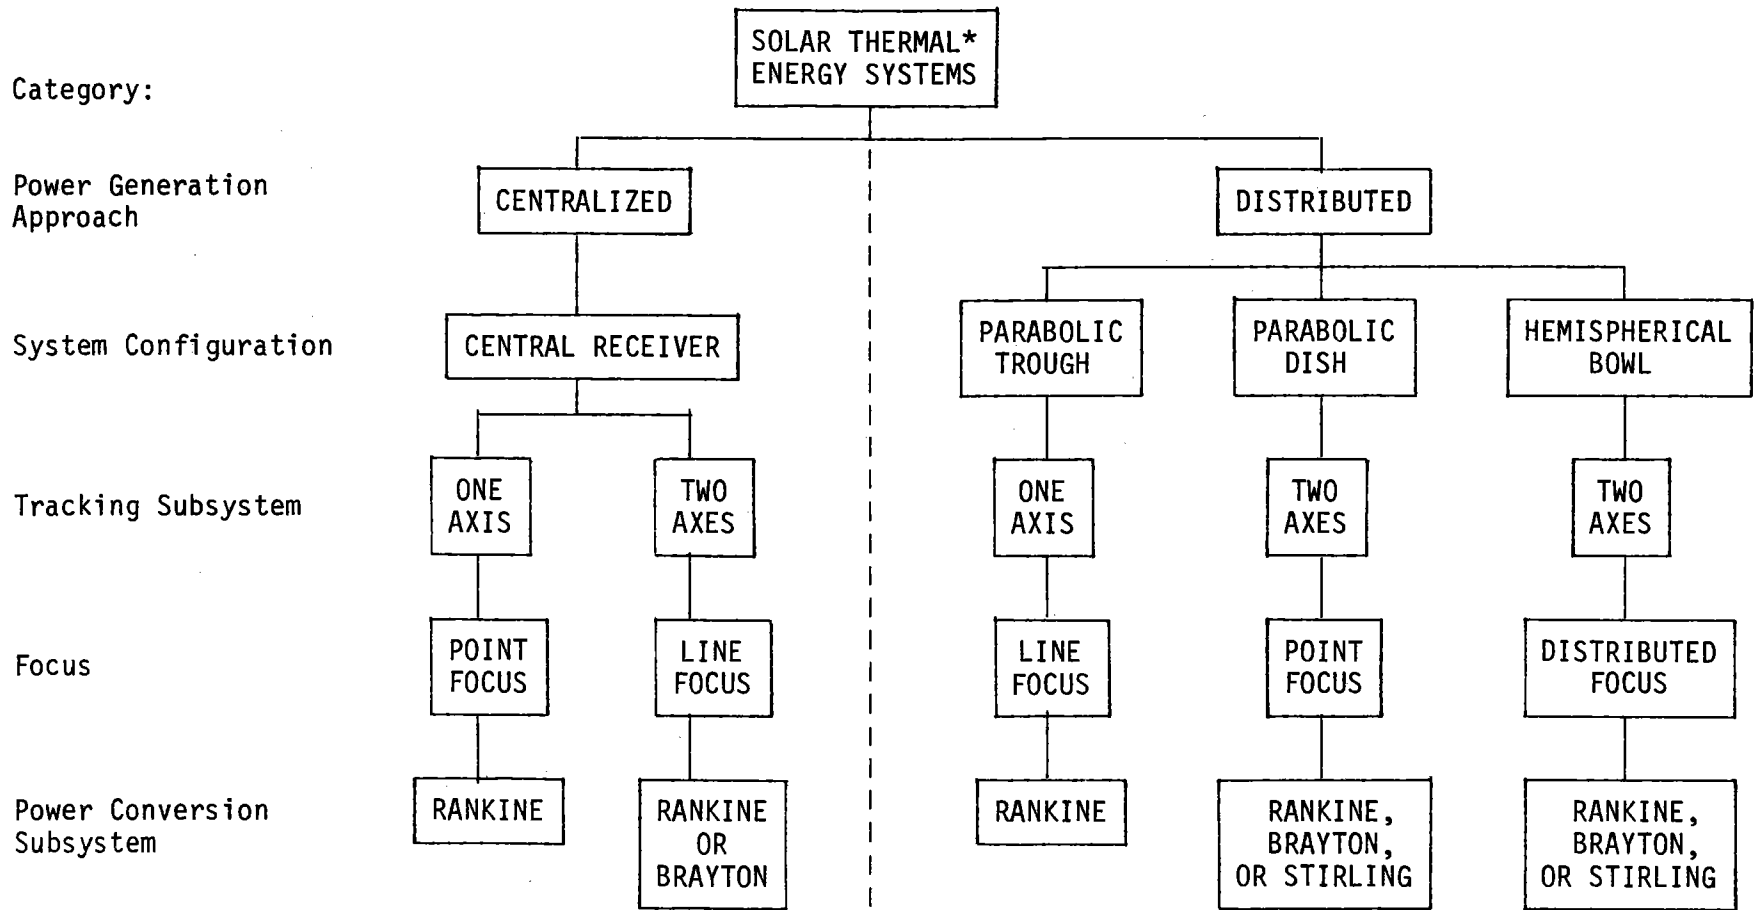 SOLAR THERMAL*
ENERGY SYSTEMS
Category:
Power Generation
Approach
CENTRALIZED
DISTRIBUTED
System Configuration
CENTRAL RECEIVER
PARABOLIC
TROUGH
PARABOLIC
DISH
HEMISPHERICAL
BOWL
Tracking Subsystem
ONE
AXIS
TWO
AXES
ONE
AXIS
TWO
AXES
TWO
AXES
Focus
POINT
FOCUS
LINE
FOCUS
LINE
FOCUS
POINT
FOCUS
DISTRIBUTED
FOCUS
Power Conversion
Subsystem
RANKINE
RANKINE
OR
BRAYTON
RANKINE
RANKINE,
BRAYTON,
OR STIRLING
RANKINE,
BRAYTON,
OR STIRLING